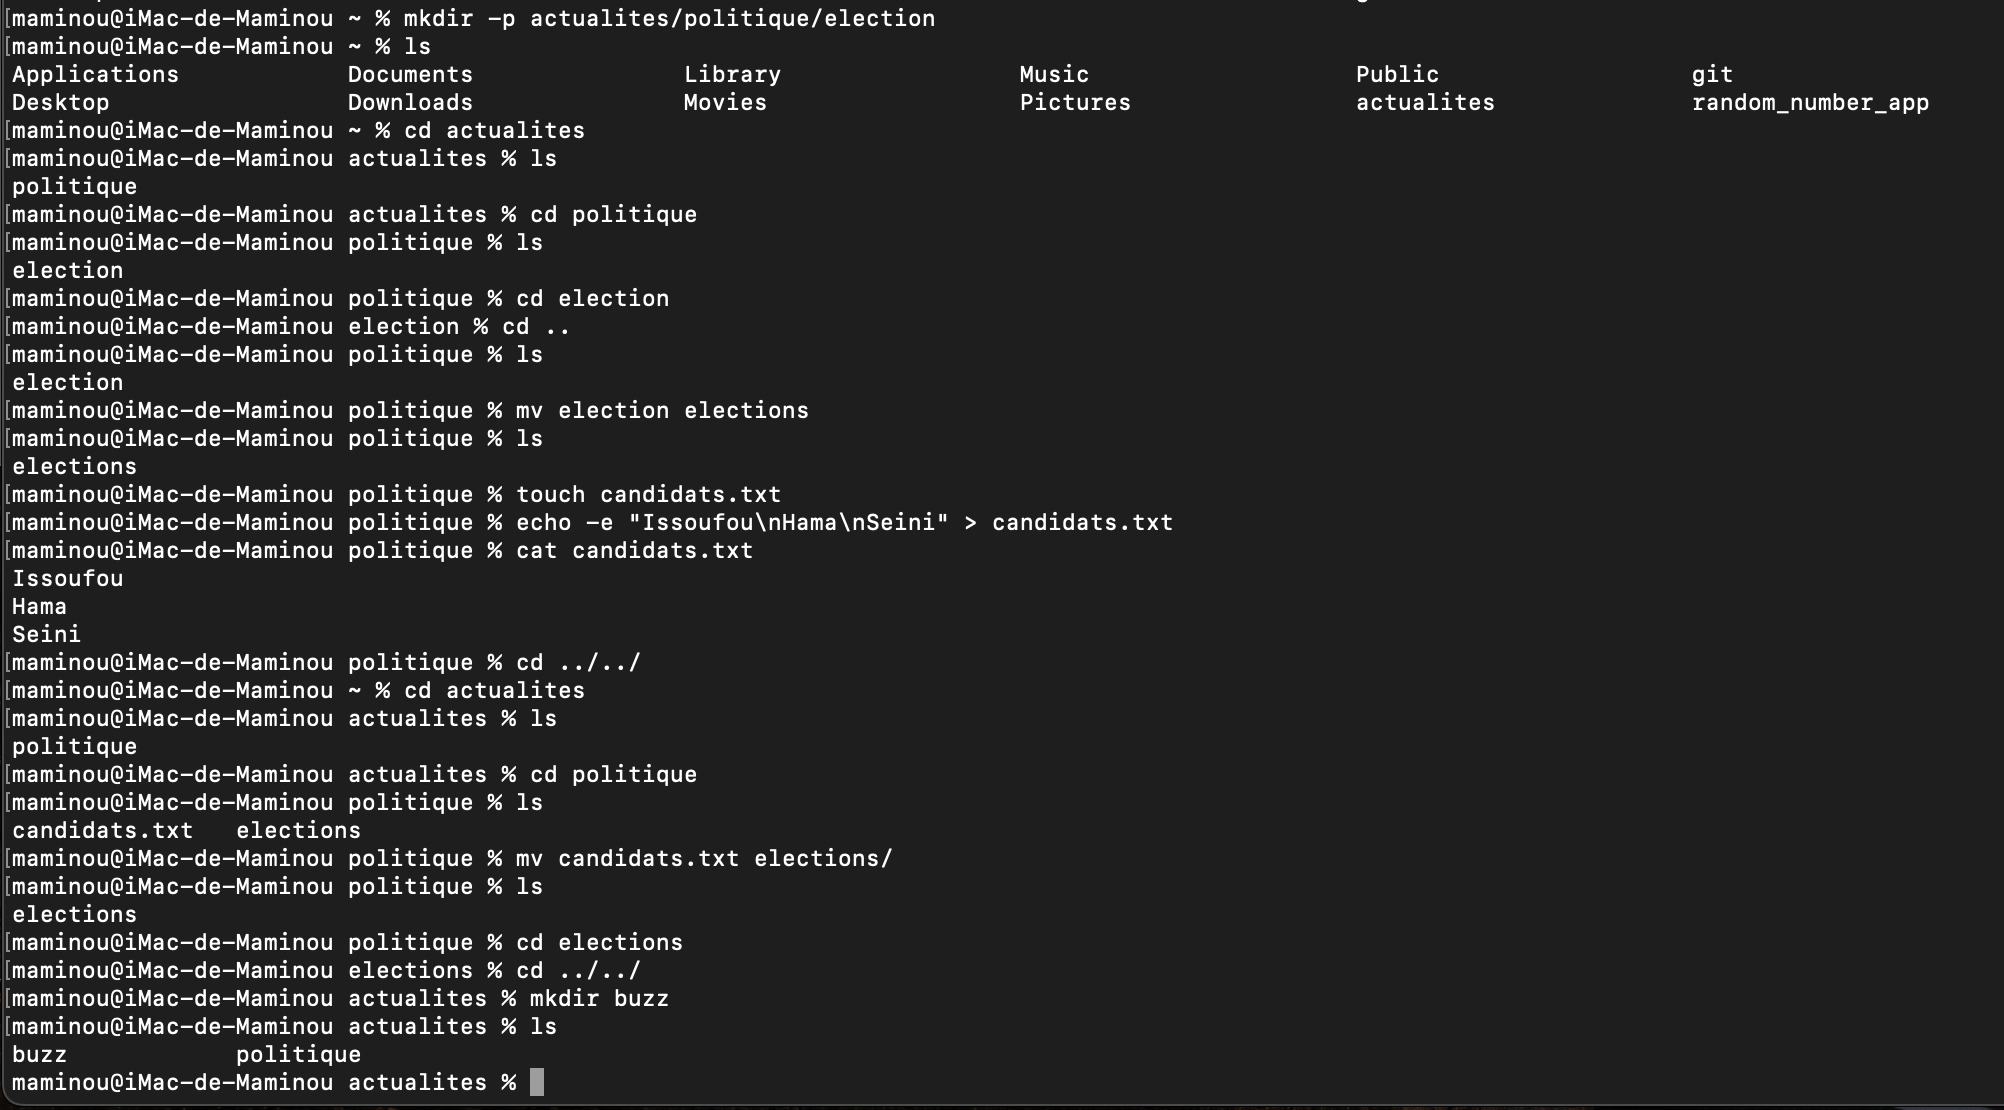 [maminou@iMac-de-Maminou ~ % mkdir -p actualites/politique/election
[maminou@iMac-de-Maminou ~ % ls
Applications Documents Library Music Public git
Desktop Downloads Movies Pictures actualites random_number_app
[maminou@iMac-de-Maminou ~ % cd actualites
[maminou@iMac-de-Maminou actualites % ls
politique
[maminou@iMac-de-Maminou actualites % cd politique
[maminou@iMac-de-Maminou politique % ls
election
[maminou@iMac-de-Maminou politique % cd election
[maminou@iMac-de-Maminou election % cd ..
[maminou@iMac-de-Maminou politique % ls
election
[maminou@iMac-de-Maminou politique % mv election elections
[maminou@iMac-de-Maminou politique % ls
elections
[maminou@iMac-de-Maminou politique % touch candidats.txt
[maminou@iMac-de-Maminou politique % echo -e "Issoufou\nHama\nSeini" > candidats.txt
[maminou@iMac-de-Maminou politique % cat candidats.txt
Issoufou
Hama
Seini
[maminou@iMac-de-Maminou politique % cd ../../
[maminou@iMac-de-Maminou ~ % cd actualites
[maminou@iMac-de-Maminou actualites % ls
politique
[maminou@iMac-de-Maminou actualites % cd politique
[maminou@iMac-de-Maminou politique % ls
candidats.txt elections
[maminou@iMac-de-Maminou politique % mv candidats.txt elections/
[maminou@iMac-de-Maminou politique % ls
elections
[maminou@iMac-de-Maminou politique % cd elections
[maminou@iMac-de-Maminou elections % cd ../../
[maminou@iMac-de-Maminou actualites % mkdir buzz
[maminou@iMac-de-Maminou actualites % ls
buzz politique
maminou@iMac-de-Maminou actualites %